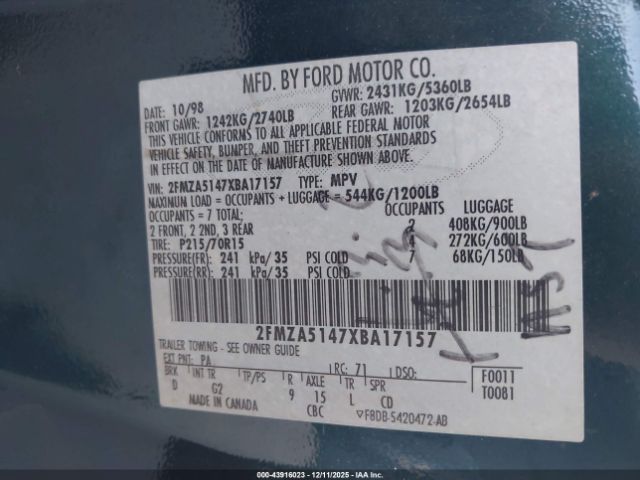 MFD. BY FORD MOTOR CO.
DATE: 10/98 GVWR: 2431KG/5360LB
FRONT GAWR: 1242KG/2740LB REAR GAWR: 1203KG/2654LB
THIS VEHICLE CONFORMS TO ALL APPLICABLE FEDERAL MOTOR
VEHICLE SAFETY, BUMPER, AND THEFT PREVENTION STANDARDS
IN EFFECT ON THE DATE OF MANUFACTURE SHOWN ABOVE
VIN: 2FMZA5147XBA17157 TYPE: MPV
MAXIMUM LOAD = OCCUPANTS + LUGGAGE = 544KG/1200LB
OCCUPANTS = 7 TOTAL: OCCUPANTS LUGGAGE
2 FRONT, 2 2ND, 3 REAR 2 408KG/900LB
TIRE: P215/70R15 4 272KG/600LB
PRESSURE(FR): 241 kPa/35 PSI COLD 7 68KG/150LB
PRESSURE(RR): 241 kPa/35 PSI COLD
2FMZA5147XBA17157
TRAILER TOWING - SEE OWNER GUIDE
EXT PNT: PA RC: 71 DSO: F0011
BRK INT TR TP/PS R AXLE TR SPR T0081
D G2 9 15 L CD
MADE IN CANADA CBC ▽F8DB-5420472-AB
000-43916023 - 12/11/2025 - IAAI.COM